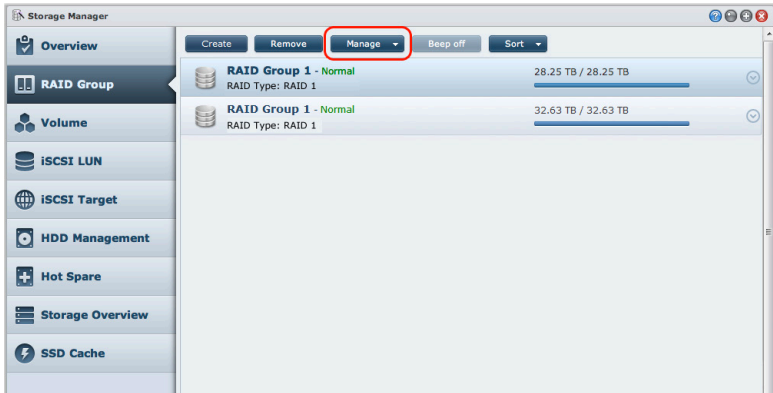 Storage Manager
Overview
RAID Group
Volume
iSCSI LUN
iSCSI Target
HDD Management
Hot Spare
Storage Overview
SSD Cache
Create Remove Manage Beep off Sort
RAID Group 1 - Normal 28.25 TB / 28.25 TB
RAID Type: RAID 1
RAID Group 1 - Normal 32.63 TB / 32.63 TB
RAID Type: RAID 1